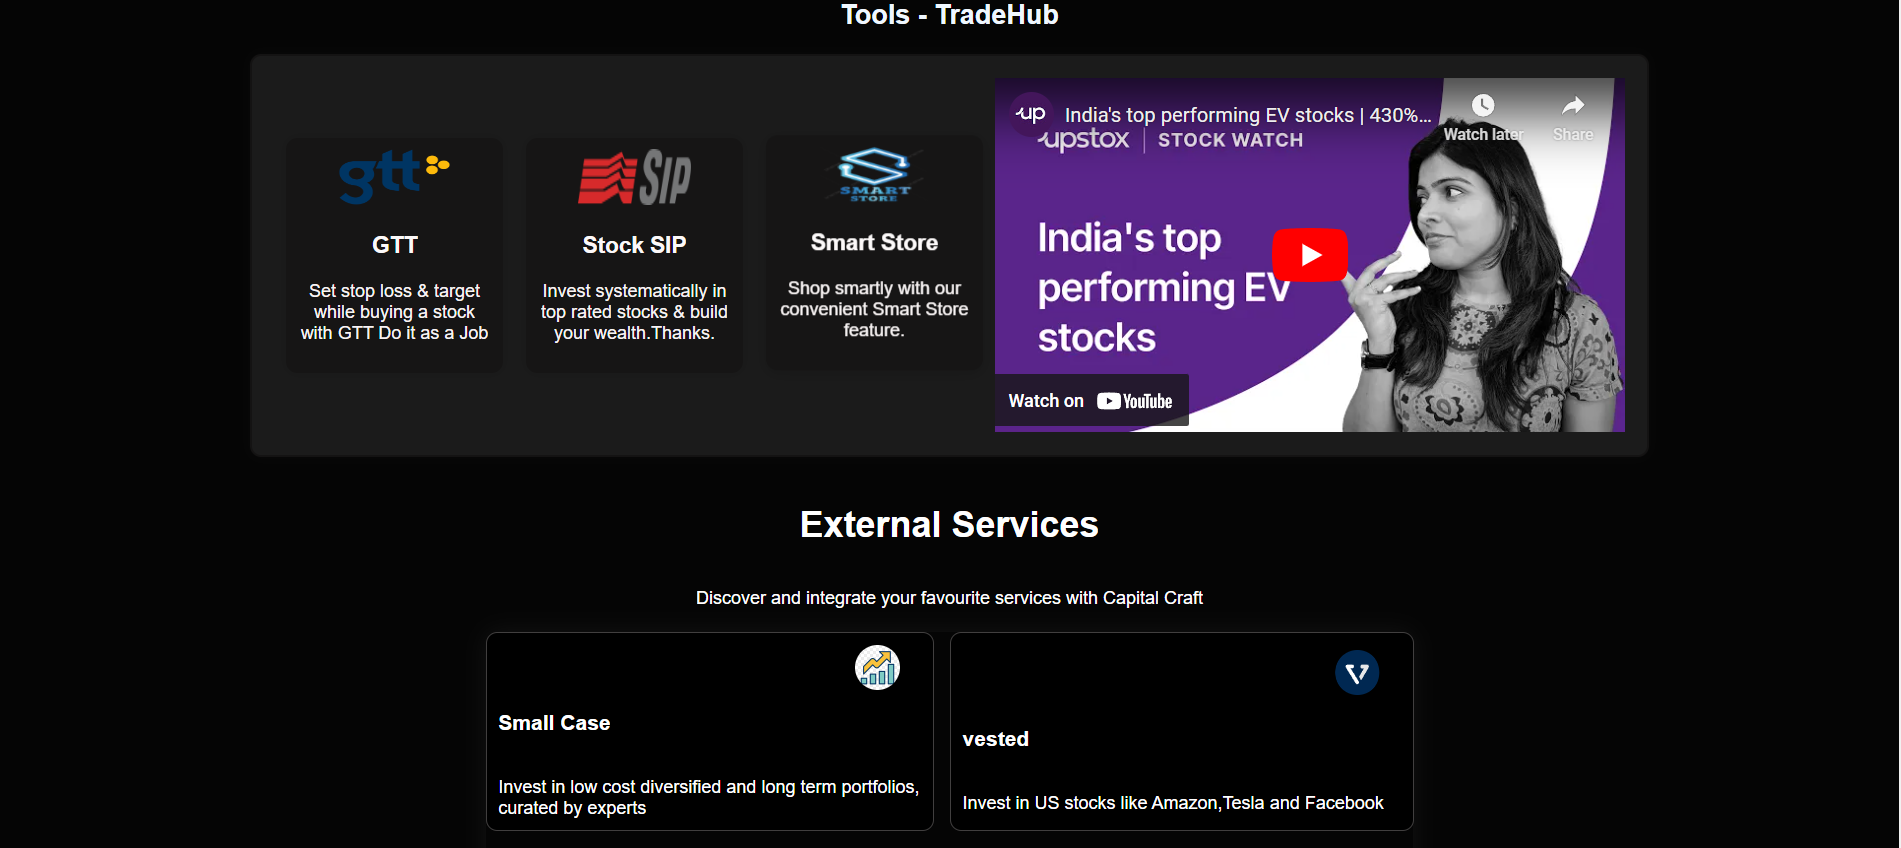 Tools - TradeHub
gtt
GTT
Set stop loss & target
while buying a stock
with GTT Do it as a Job
SIP
Stock SIP
Invest systematically in
top rated stocks & build
your wealth.Thanks.
SMART
STORE
Smart Store
Shop smartly with our
convenient Smart Store
feature.
up
India's top performing EV stocks | 430%...
Watch later
Share
upstox | STOCK WATCH
India's top
performing EV
stocks
Watch on YouTube
External Services
Discover and integrate your favourite services with Capital Craft
Small Case
Invest in low cost diversified and long term portfolios,
curated by experts
vested
Invest in US stocks like Amazon,Tesla and Facebook